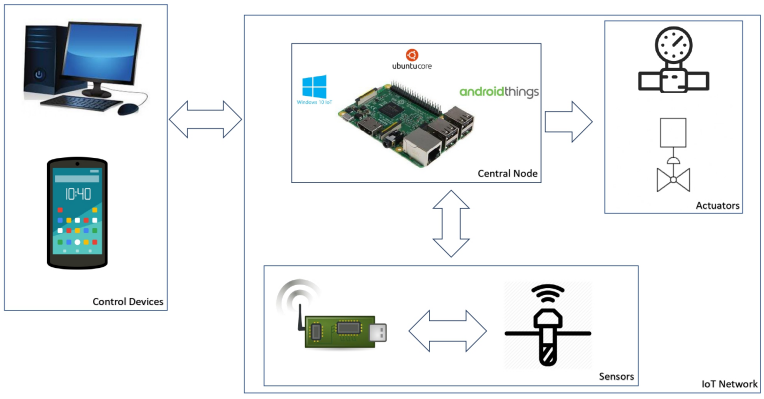 ubuntucore
Windows 10 IoT
androidthings
Central Node
10:40
Actuators
Control Devices
Sensors
IoT Network